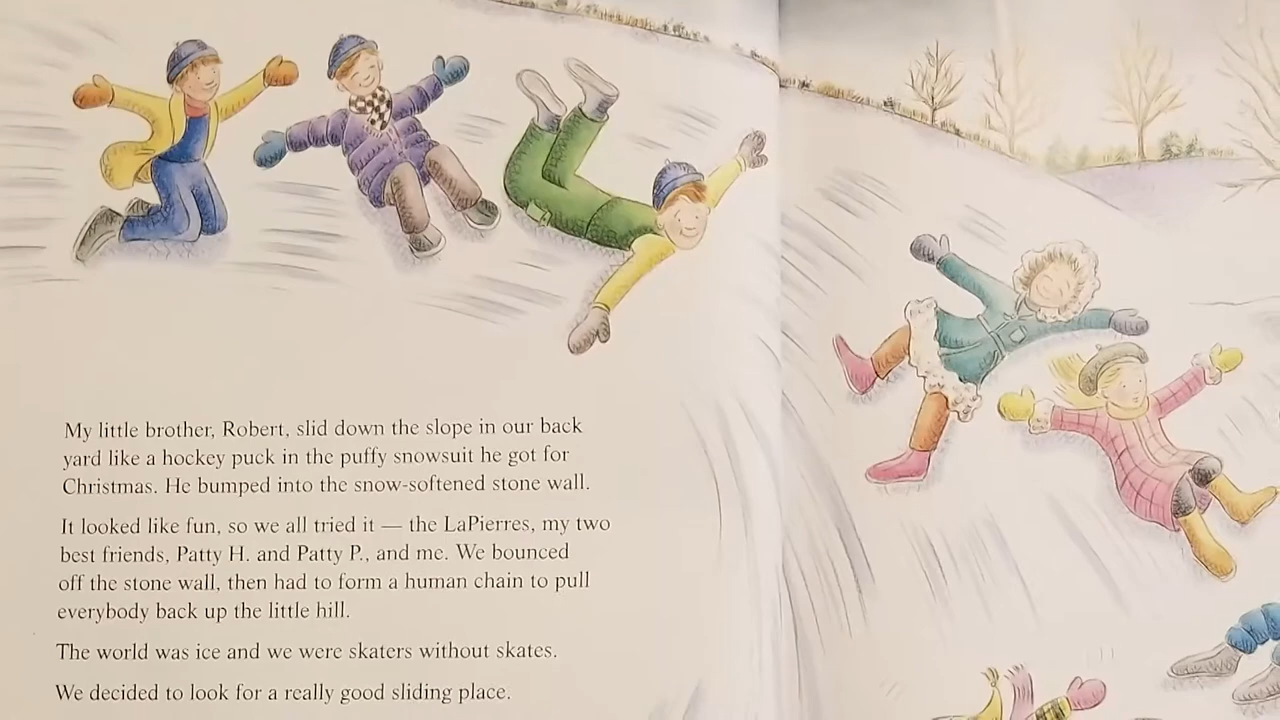 My little brother, Robert, slid down the slope in our back
yard like a hockey puck in the puffy snowsuit he got for
Christmas. He bumped into the snow-softened stone wall.
It looked like fun, so we all tried it — the LaPierres, my two
best friends, Patty H. and Patty P., and me. We bounced
off the stone wall, then had to form a human chain to pull
everybody back up the little hill.
The world was ice and we were skaters without skates.
We decided to look for a really good sliding place.